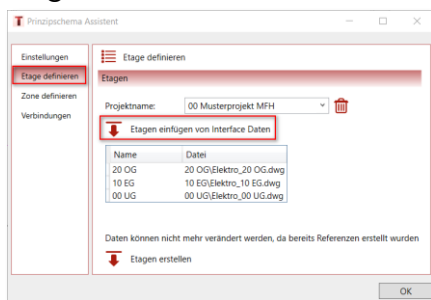 Prinzipschema Assistent
Einstellungen
Etage definieren
Zone definieren
Verbindungen
Etage definieren
Etagen
Projektname: 00 Musterprojekt MFH
Etagen einfügen von Interface Daten
Name Datei
20 OG 20 OG\Elektro_20 OG.dwg
10 EG 10 EG\Elektro_10 EG.dwg
00 UG 00 UG\Elektro_00 UG.dwg
Daten können nicht mehr verändert werden, da bereits Referenzen erstellt wurden
Etagen erstellen
OK